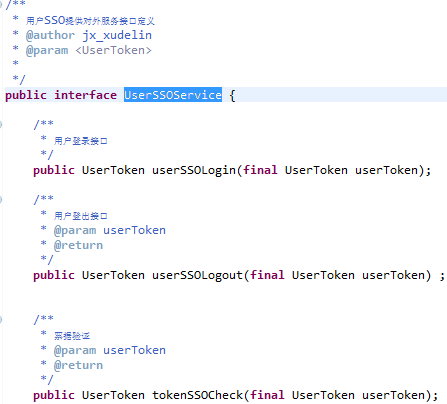 /**
 * 用户SSO提供对外服务接口定义
 * @author jx_xudelin
 * @param <UserToken>
 *
 */
public interface UserSSOService {
/**
 * 用户登录接口
 */
public UserToken userSSOLogin(final UserToken userToken);
/**
 * 用户登出接口
 * @param userToken
 * @return
 */
public UserToken userSSOLogout(final UserToken userToken) ;
/**
 * 票据验证
 * @param userToken
 * @return
 */
public UserToken tokenSSOCheck(final UserToken userToken);